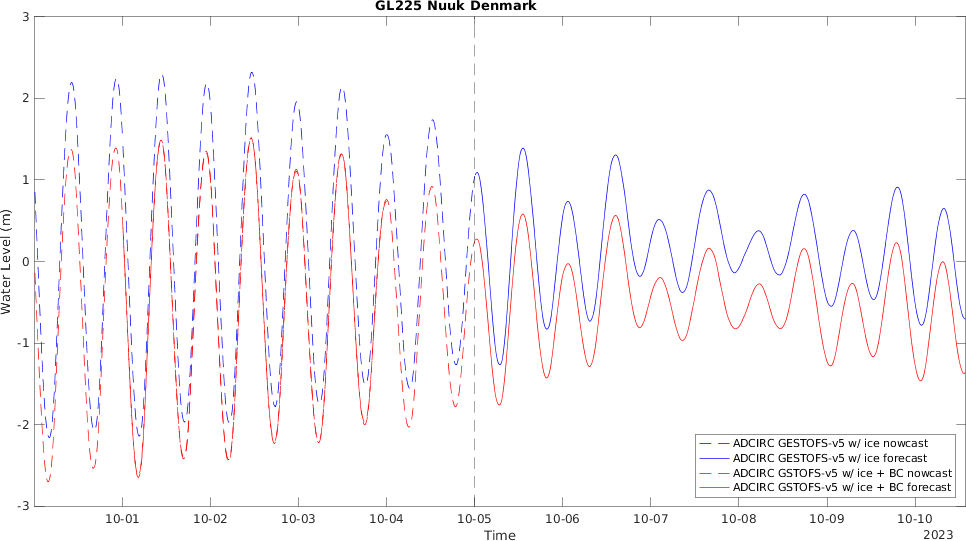 GL225 Nuuk Denmark
3
2
1
0
-1
-2
-3
Water Level (m)
ADCIRC GESTOFS-v5 w/ ice nowcast
ADCIRC GESTOFS-v5 w/ ice forecast
ADCIRC GSTOFS-v5 w/ ice + BC nowcast
ADCIRC GSTOFS-v5 w/ ice + BC forecast
10-01 10-02 10-03 10-04 10-05 10-06 10-07 10-08 10-09 10-10
Time
2023